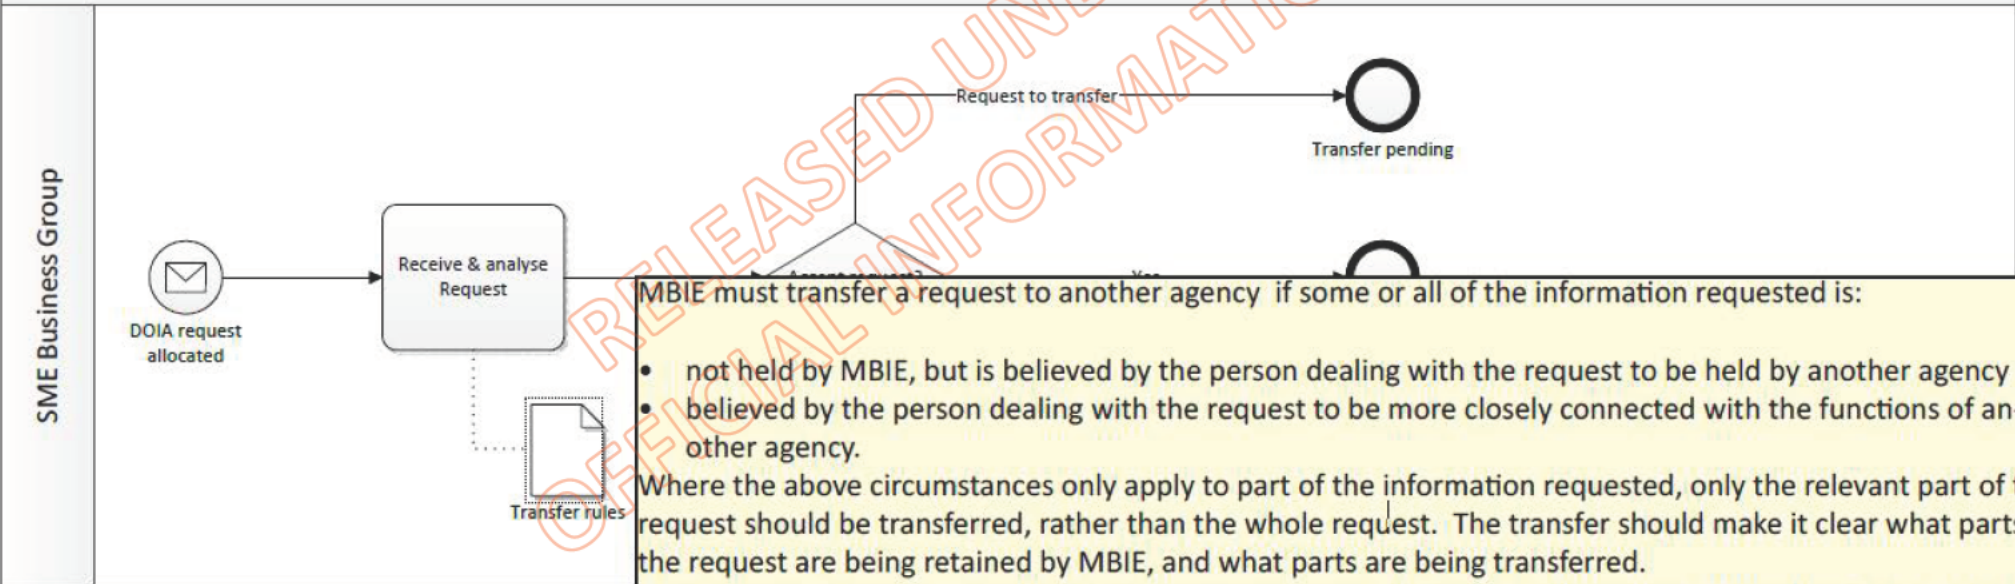 SME Business Group
RELEASED UN
OFFICIAL INFORMATIO
Request to transfer
Transfer pending
DOIA request
allocated
Receive & analyse
Request
Transfer rules
MBIE must transfer a request to another agency if some or all of the information requested is:
• not held by MBIE, but is believed by the person dealing with the request to be held by another agency
• believed by the person dealing with the request to be more closely connected with the functions of an-
other agency.
Where the above circumstances only apply to part of the information requested, only the relevant part of
request should be transferred, rather than the whole request. The transfer should make it clear what parts
the request are being retained by MBIE, and what parts are being transferred.